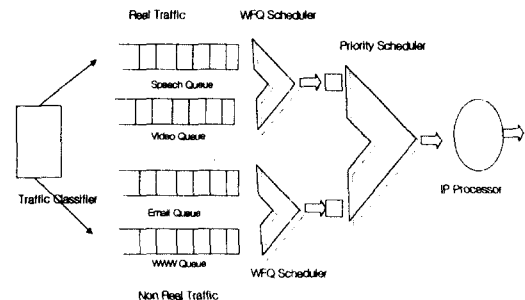 Real Traffic
WFQ Scheduler
Priority Scheduler
Speech Queue
Video Queue
Traffic Classifier
Email Queue
IP Processor
WWW Queue
WFQ Scheduler
Non Real Traffic